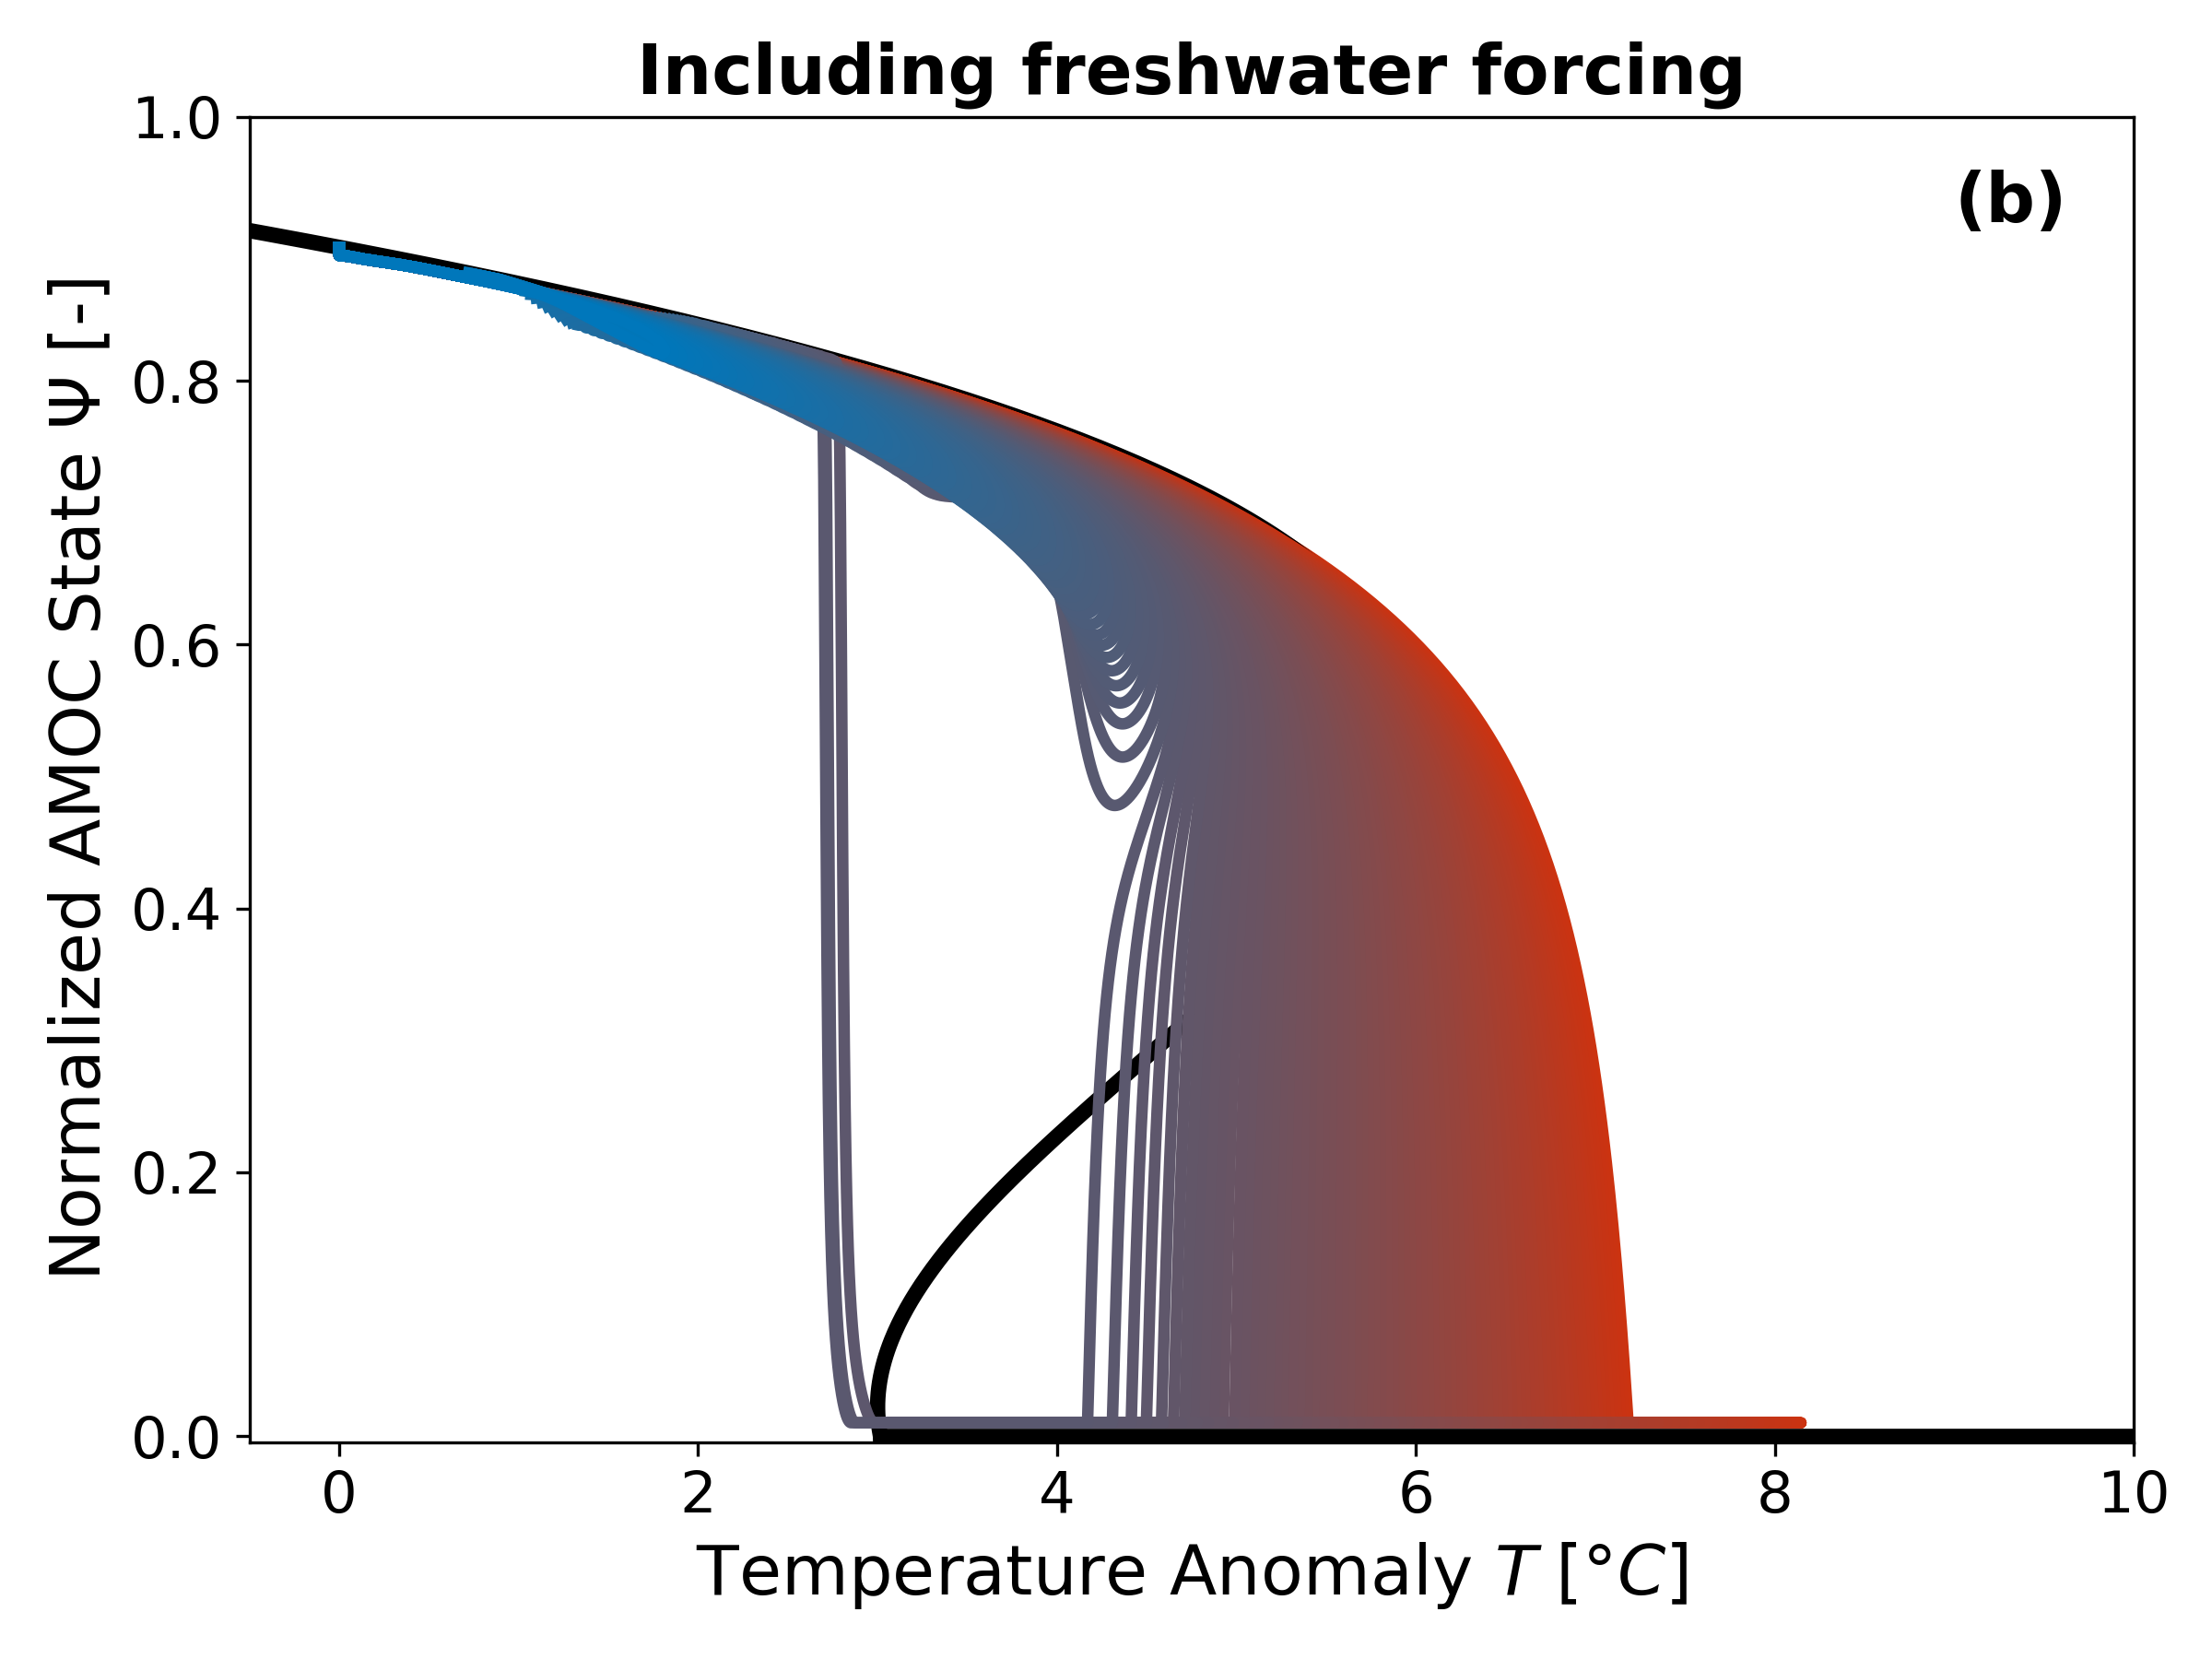 Including freshwater forcing
(b)
Normalized AMOC State Ψ [-]
1.0
0.8
0.6
0.4
0.2
0.0
0 2 4 6 8 10
Temperature Anomaly T [°C]